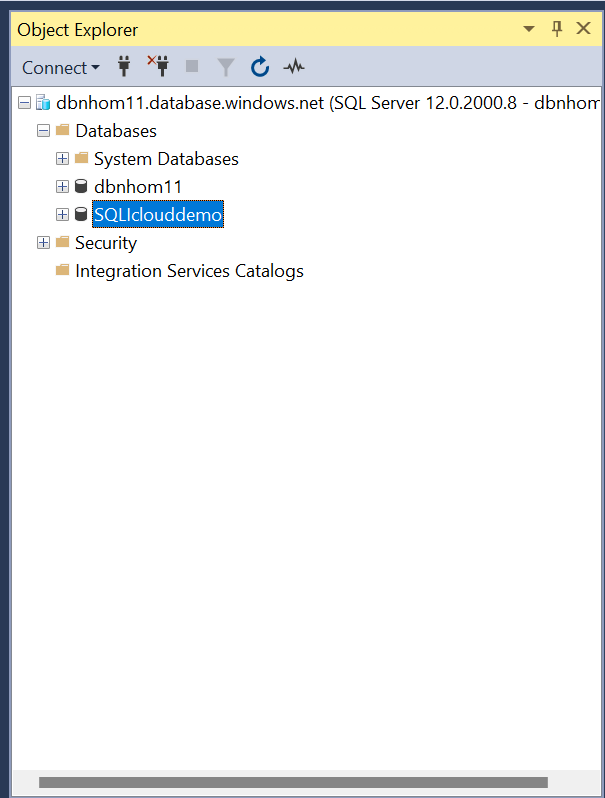 Object Explorer
Connect
dbnhom11.database.windows.net (SQL Server 12.0.2000.8 - dbnhom
Databases
System Databases
dbnhom11
SQLIclouddemo
Security
Integration Services Catalogs